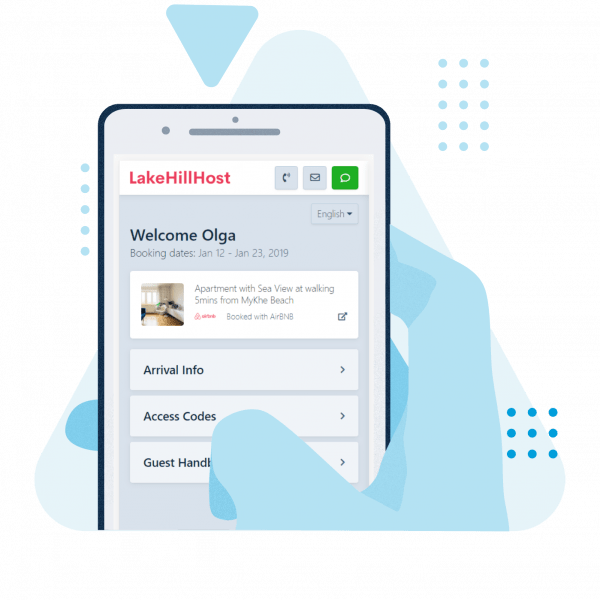 LakeHillHost
English
Welcome Olga
Booking dates: Jan 12 - Jan 23, 2019
Apartment with Sea View at walking
5mins from MyKhe Beach
airbnb Booked with AirBNB
Arrival Info
Access Codes
Guest Handb